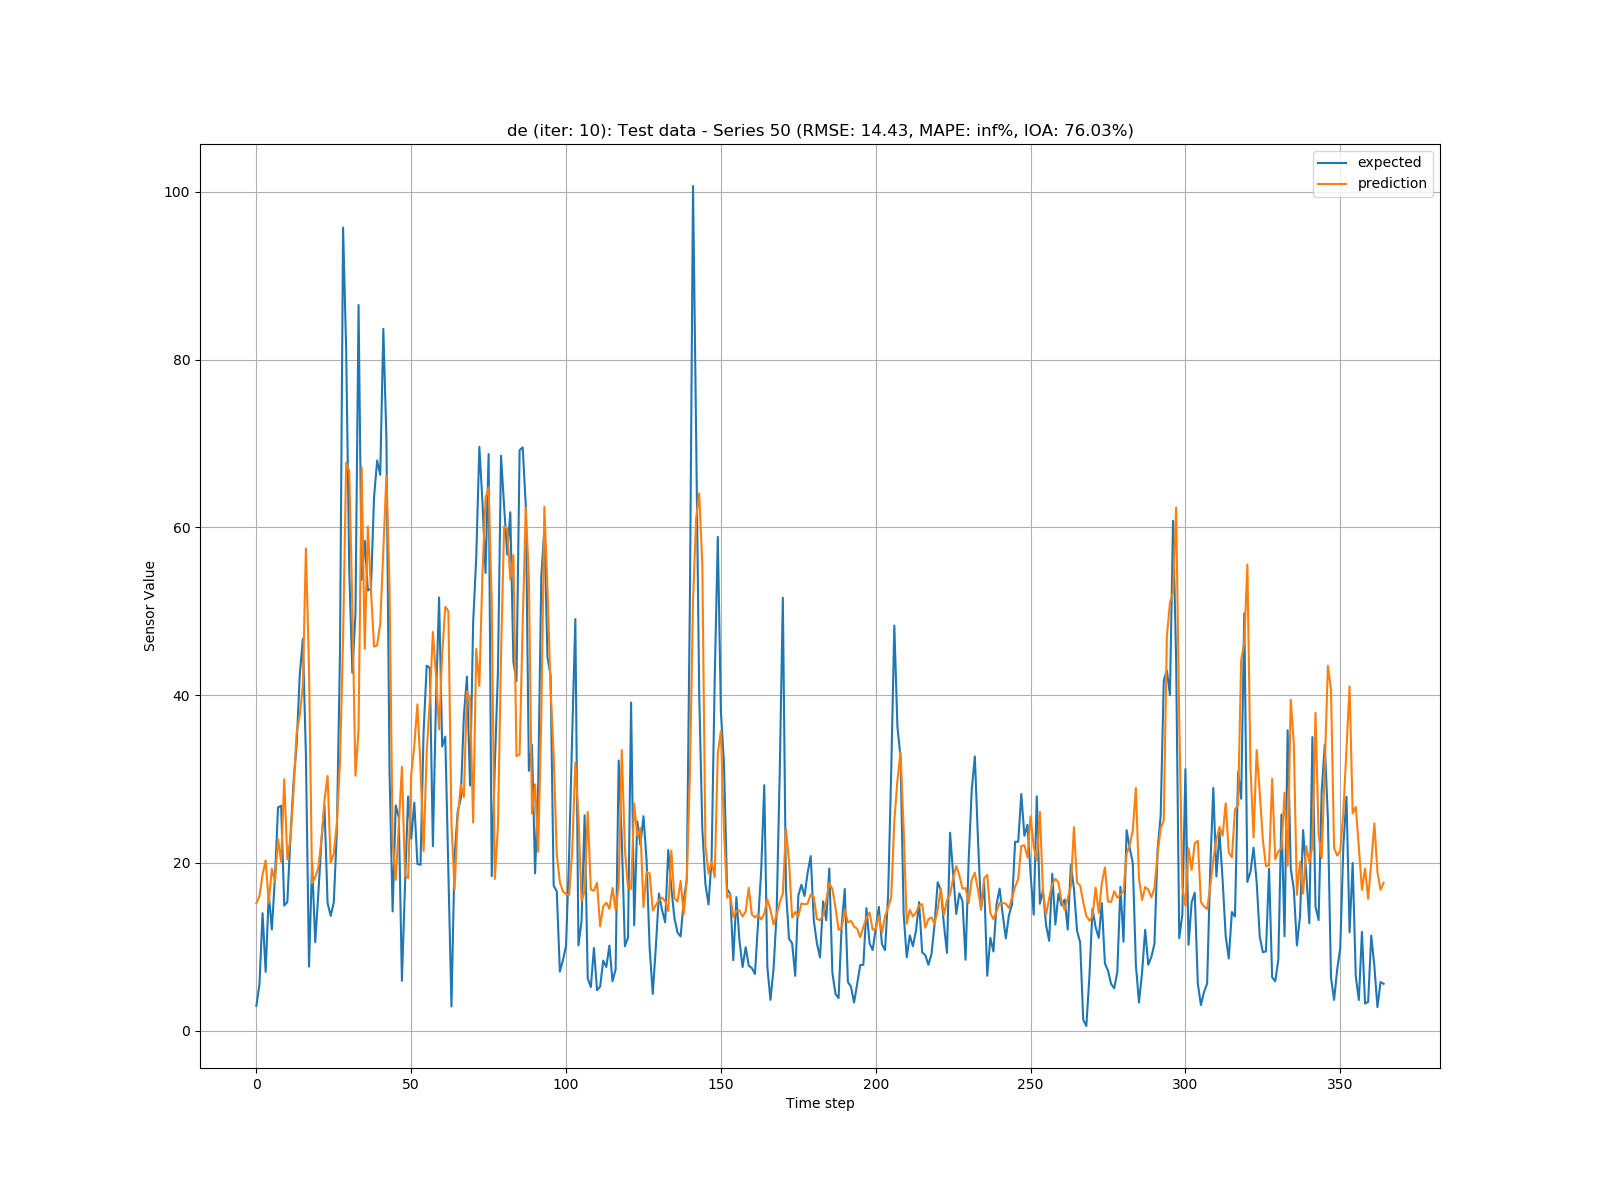 de (iter: 10): Test data - Series 50 (RMSE: 14.43, MAPE: inf%, IOA: 76.03%)
expected
prediction
100
80
60
40
20
0
Sensor Value
0 50 100 150 200 250 300 350
Time step